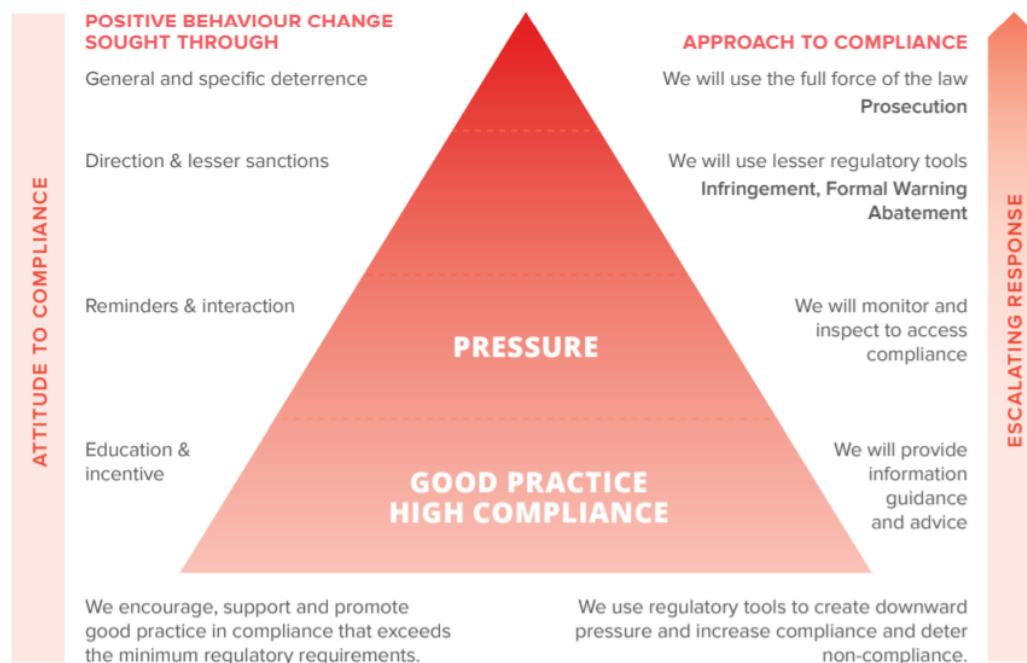 POSITIVE BEHAVIOUR CHANGE
SOUGHT THROUGH
General and specific deterrence
Direction & lesser sanctions
Reminders & interaction
Education &
incentive
We encourage, support and promote
good practice in compliance that exceeds
the minimum regulatory requirements.
ATTITUDE TO COMPLIANCE
PRESSURE
GOOD PRACTICE
HIGH COMPLIANCE
APPROACH TO COMPLIANCE
We will use the full force of the law
Prosecution
We will use lesser regulatory tools
Infringement, Formal Warning
Abatement
We will monitor and
inspect to access
compliance
We will provide
information
guidance
and advice
We use regulatory tools to create downward
pressure and increase compliance and deter
non-compliance.
ESCALATING RESPONSE